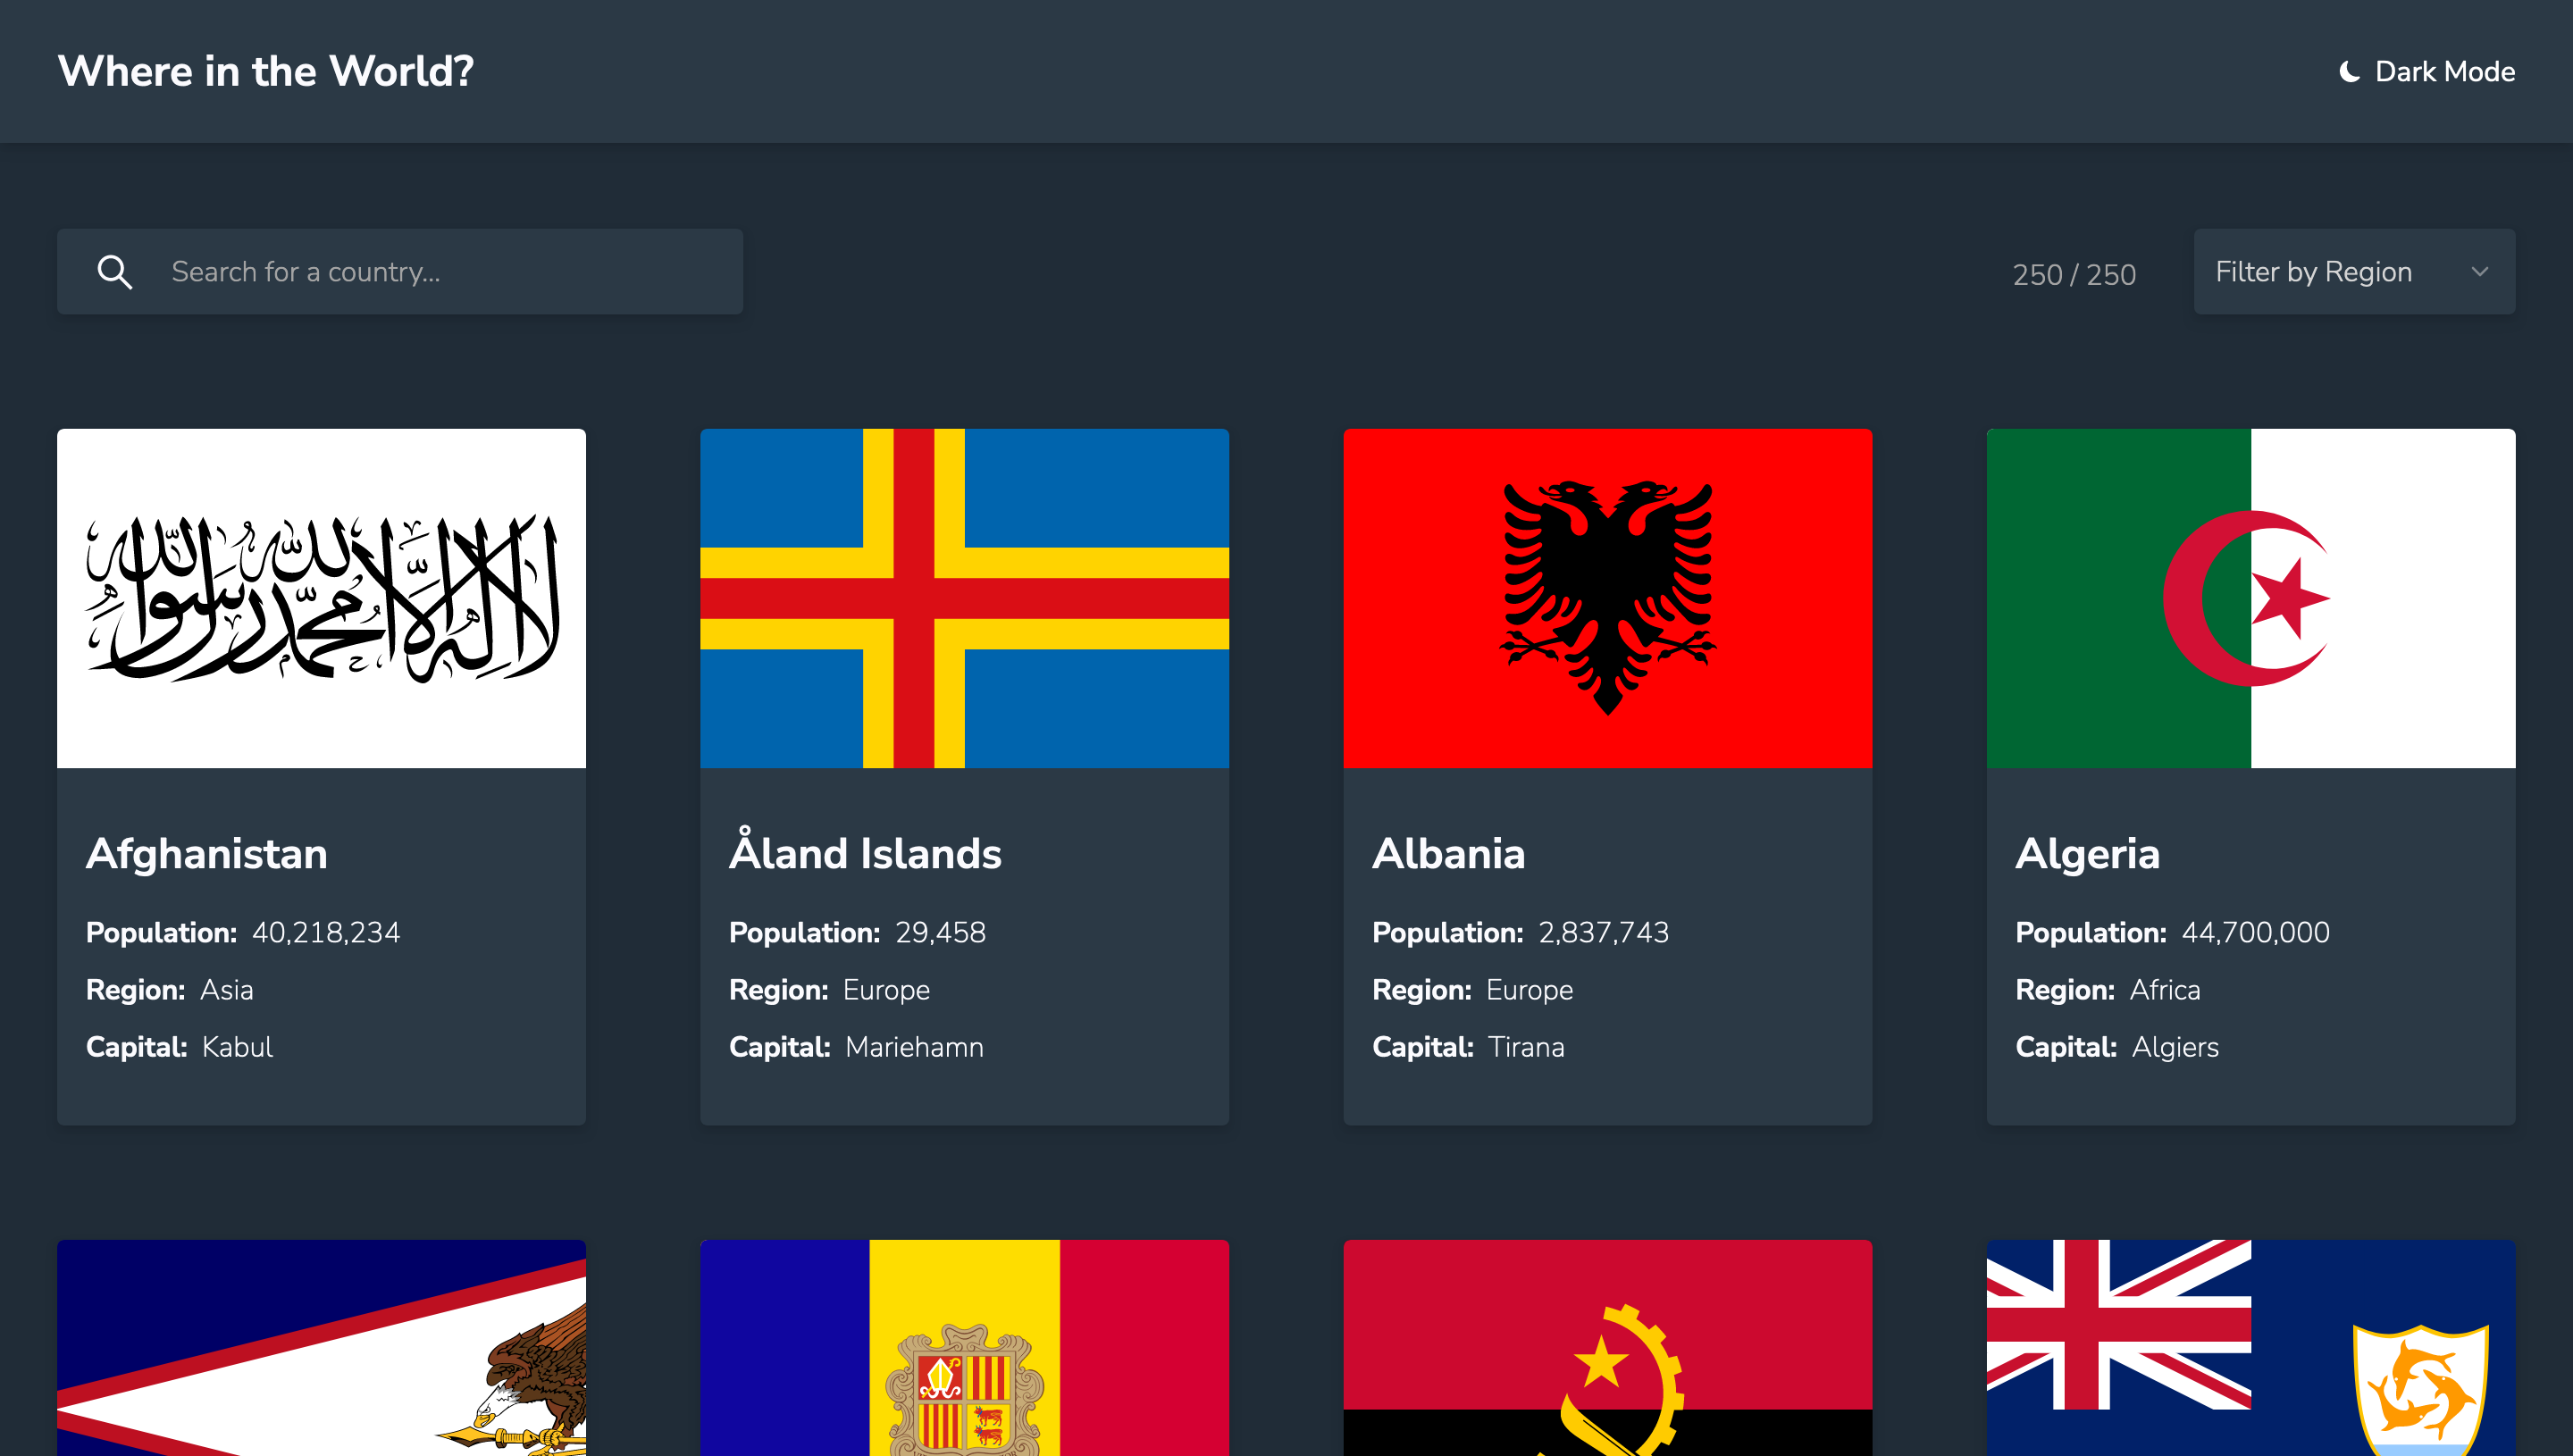 Where in the World?
Dark Mode
Search for a country...
250 / 250
Filter by Region
لا إله إلا الله محمد رسول الله
Afghanistan
Population: 40,218,234
Region: Asia
Capital: Kabul
Åland Islands
Population: 29,458
Region: Europe
Capital: Mariehamn
Albania
Population: 2,837,743
Region: Europe
Capital: Tirana
Algeria
Population: 44,700,000
Region: Africa
Capital: Algiers